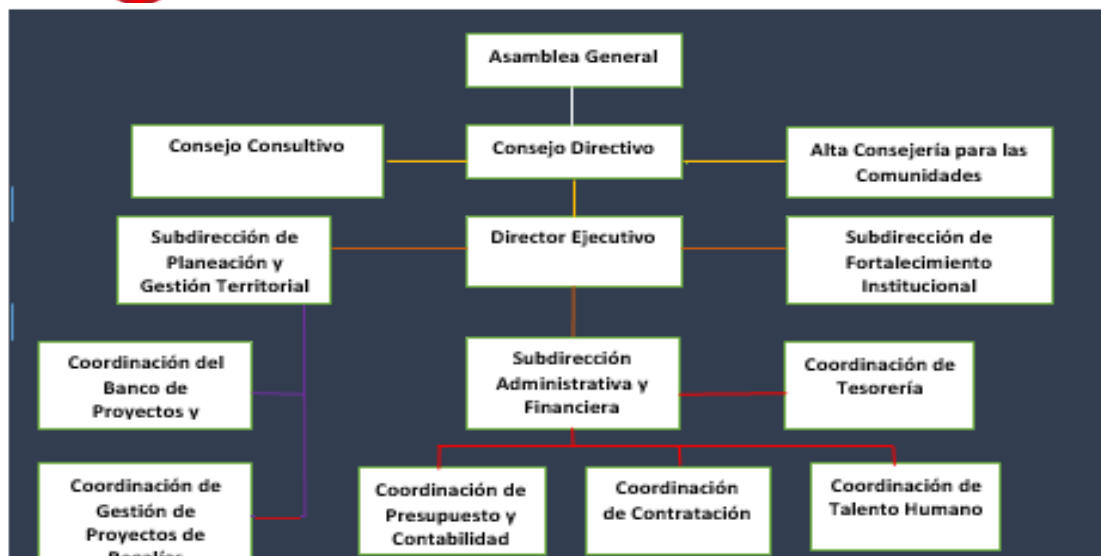 Asamblea General
Consejo Consultivo
Consejo Directivo
Alta Consejería para las
Comunidades
Subdirección de
Planeación y
Gestión Territorial
Director Ejecutivo
Subdirección de
Fortalecimiento
Institucional
Coordinación del
Banco de
Proyectos y
Subdirección
Administrativa y
Financiera
Coordinación de
Tesorería
Coordinación de
Gestión de
Proyectos de
Coordinación de
Presupuesto y
Contabilidad
Coordinación
de Contratación
Coordinación de
Talento Humano